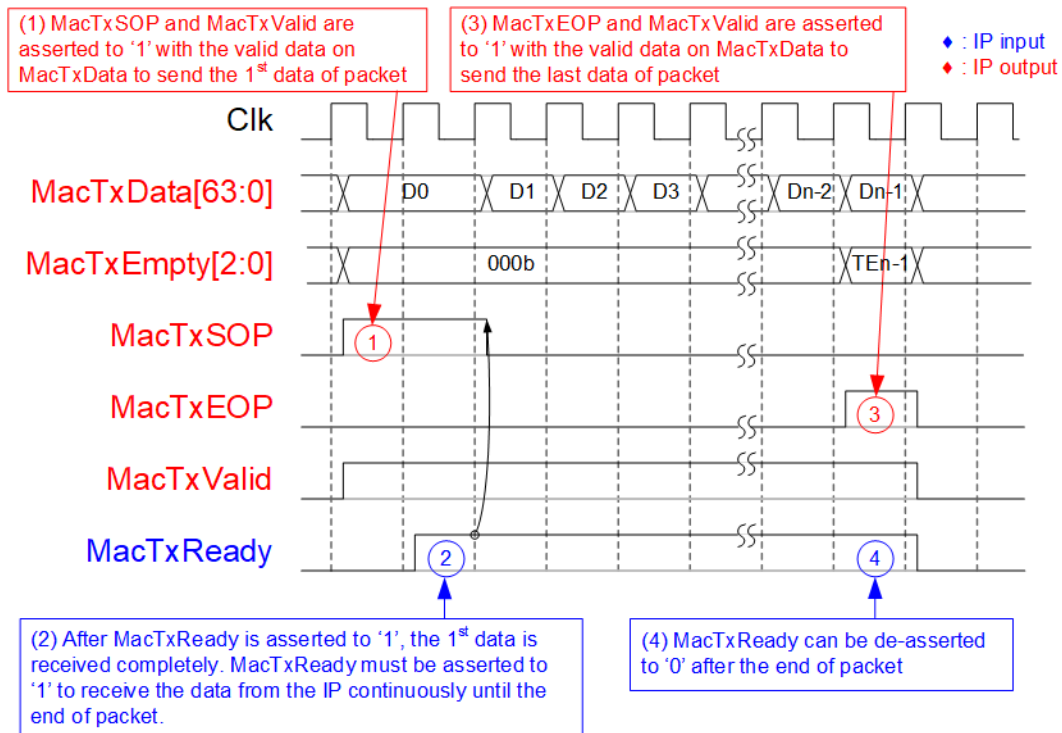 (1) MacTxSOP and MacTxValid are
asserted to ‘1’ with the valid data on
MacTxData to send the 1st data of packet
(3) MacTxEOP and MacTxValid are asserted
to ‘1’ with the valid data on MacTxData to
send the last data of packet
♦ : IP input
♦ : IP output
Clk
MacTxData[63:0]
D0 D1 D2 D3 Dn-2 Dn-1
MacTxEmpty[2:0]
000b TEn-1
MacTxSOP
1
MacTxEOP
3
MacTxValid
MacTxReady
2 4
(2) After MacTxReady is asserted to ‘1’, the 1st data is
received completely. MacTxReady must be asserted to
‘1’ to receive the data from the IP continuously until the
end of packet.
(4) MacTxReady can be de-asserted
to ‘0’ after the end of packet